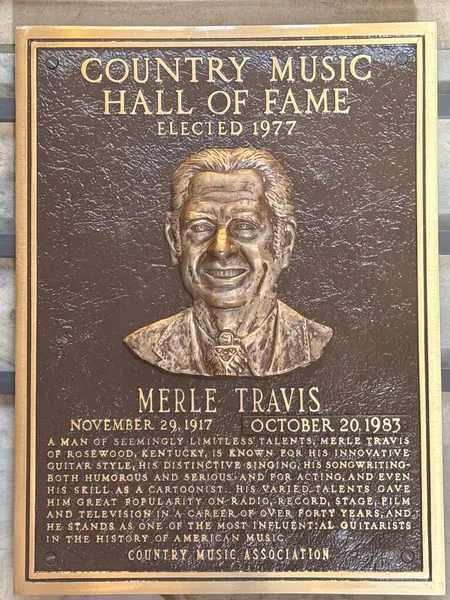 COUNTRY MUSIC
HALL OF FAME
ELECTED 1977
MERLE TRAVIS
NOVEMBER 29, 1917 OCTOBER 20, 1983
A MAN OF SEEMINGLY LIMITLESS TALENTS, MERLE TRAVIS
OF ROSEWOOD, KENTUCKY, IS KNOWN FOR HIS INNOVATIVE
GUITAR STYLE, HIS DISTINCTIVE SINGING, HIS SONGWRITING-
BOTH HUMOROUS AND SERIOUS-AND FOR ACTING, AND EVEN
HIS SKILL AS A CARTOONIST. HIS VARIED TALENTS GAVE
HIM GREAT POPULARITY ON RADIO, RECORD, STAGE, FILM
AND TELEVISION IN A CAREER OF OVER FORTY YEARS, AND
HE STANDS AS ONE OF THE MOST INFLUENTIAL GUITARISTS
IN THE HISTORY OF AMERICAN MUSIC.
COUNTRY MUSIC ASSOCIATION